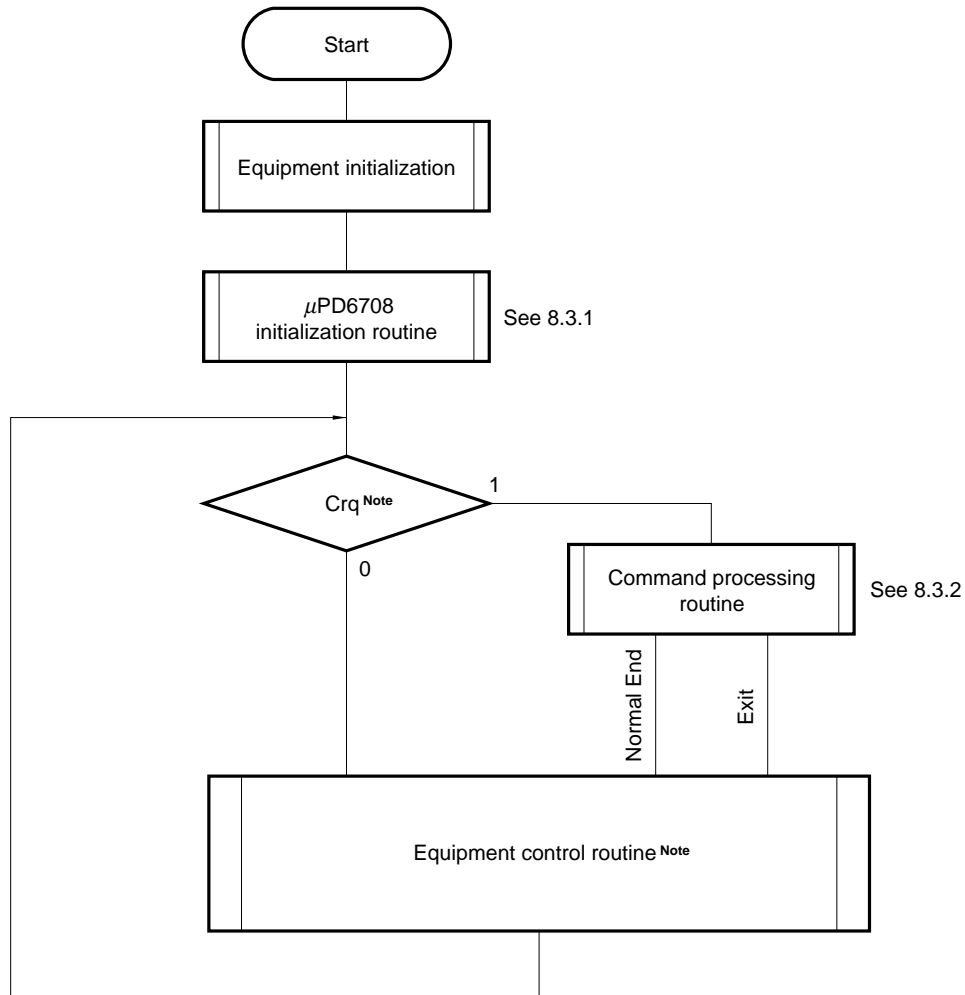 Start
Equipment initialization
μPD6708
initialization routine
See 8.3.1
Crq Note
1
0
Command processing
routine
See 8.3.2
Normal End
Exit
Equipment control routine Note